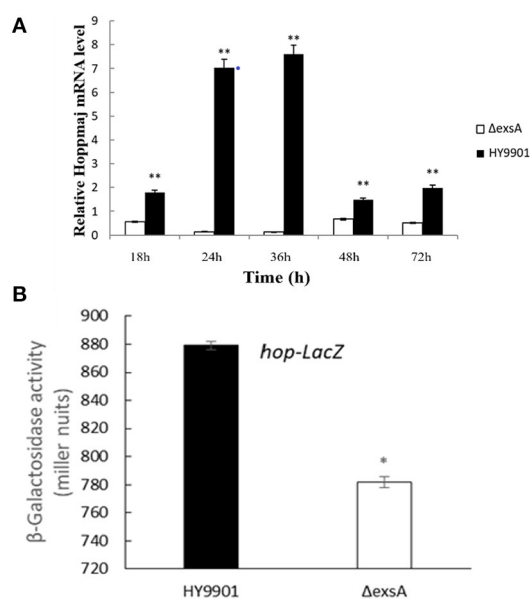 A
Relative Hoppmaj mRNA level
9
8
7
6
5
4
3
2
1
0
**
**
**
**
**
18h
24h
36h
48h
72h
Time (h)
ΔexsA
HY9901
B
β-Galactosidase activity
(miller nuits)
900
880
860
840
820
800
780
760
740
720
hop-LacZ
*
HY9901
ΔexsA